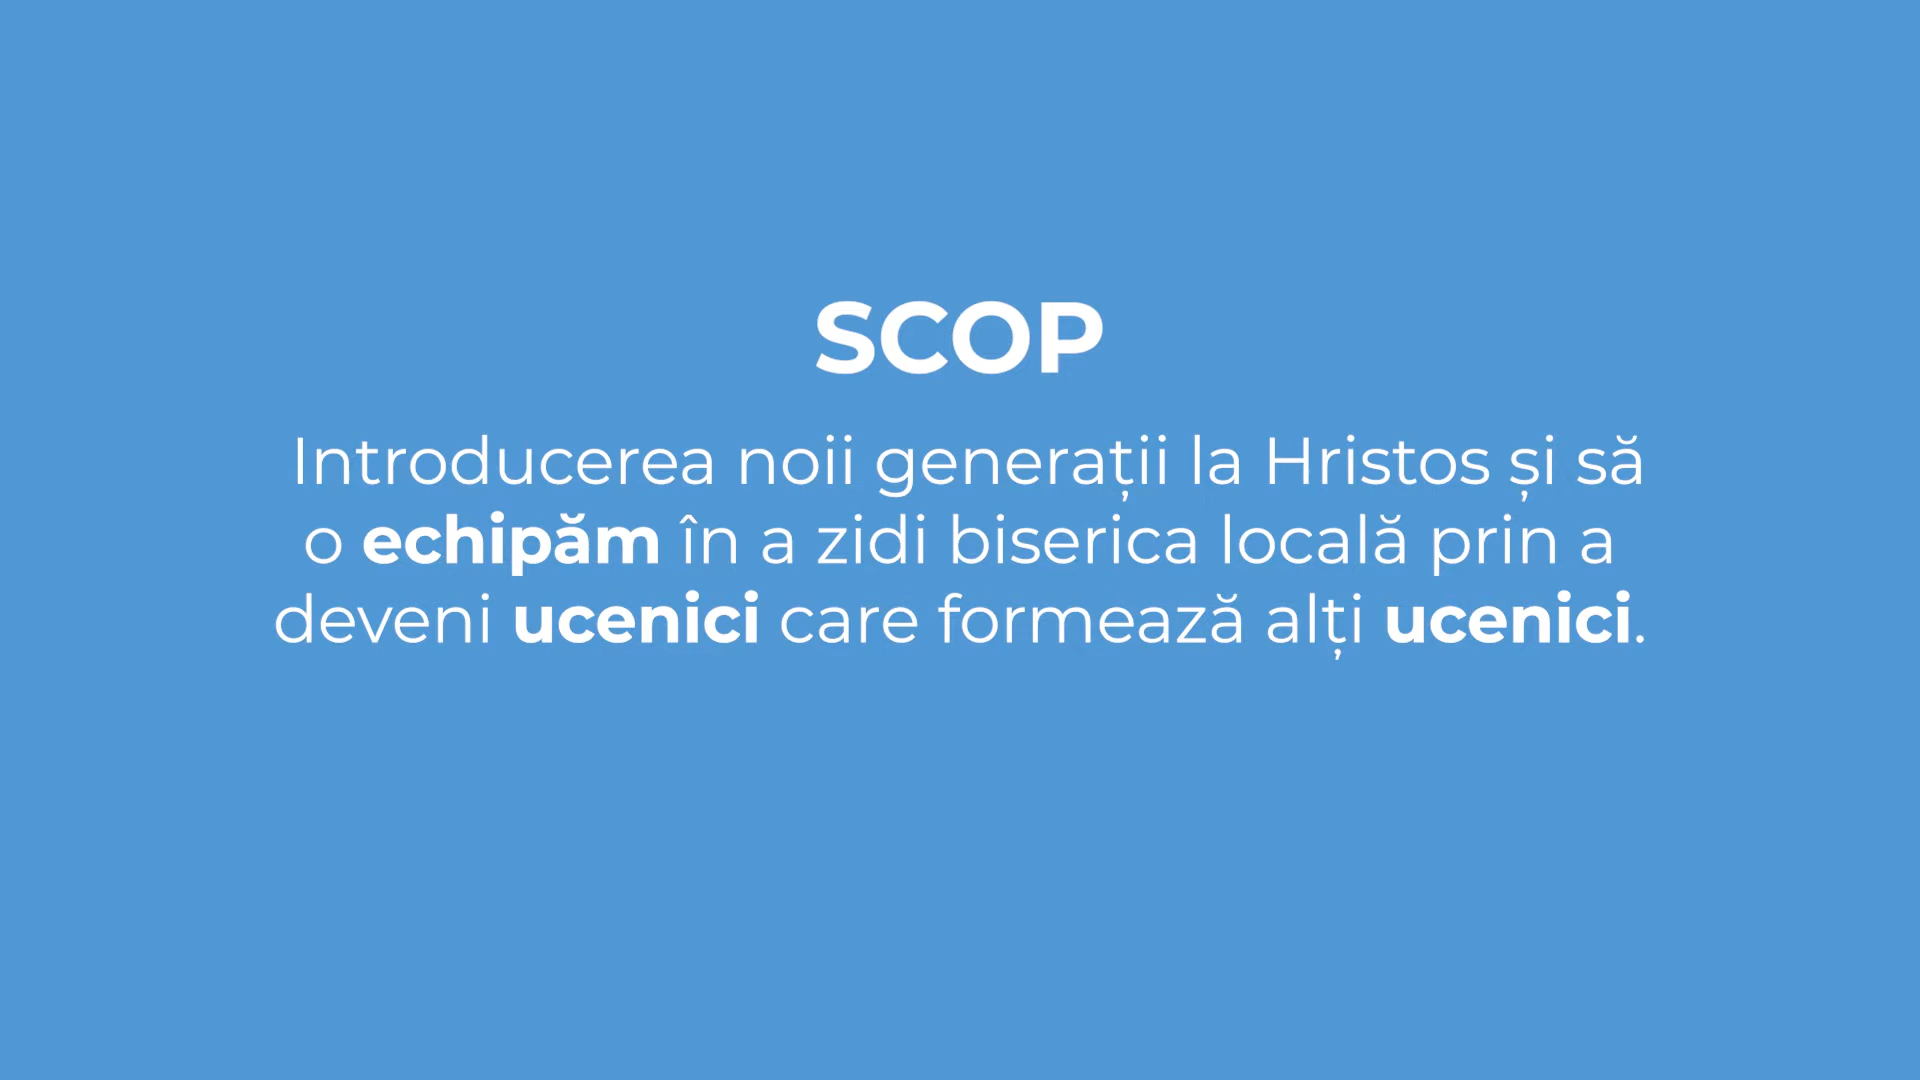 SCOP
Introducerea noii generații la Hristos și să
o echipăm în a zidi biserica locală prin a
deveni ucenici care formează alți ucenici.